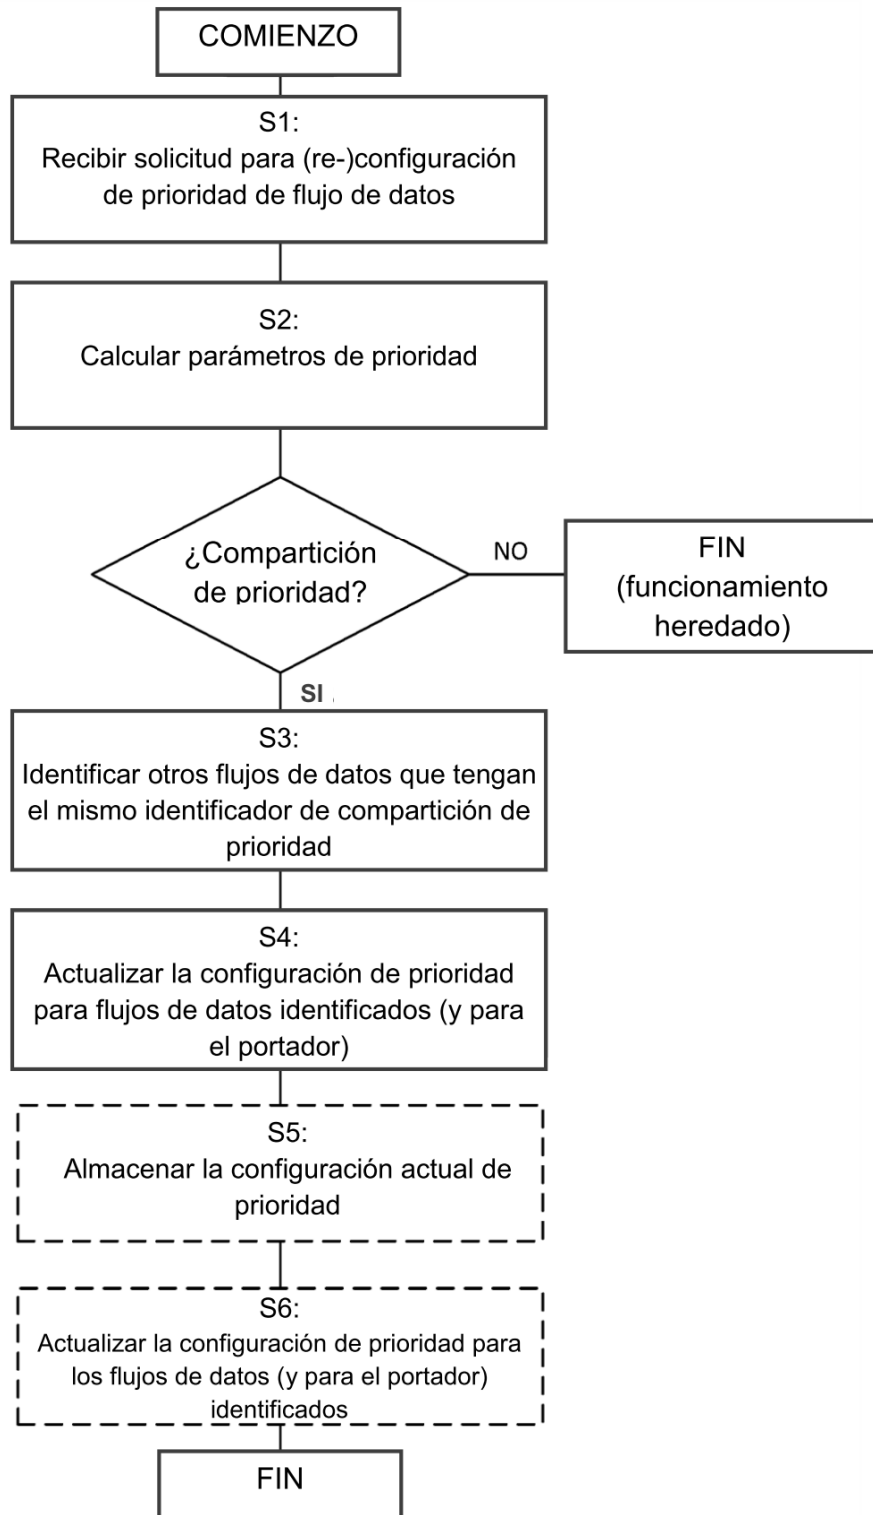 COMIENZO
S1:
Recibir solicitud para (re-)configuración
de prioridad de flujo de datos
S2:
Calcular parámetros de prioridad
¿Compartición
de prioridad?
NO
FIN
(funcionamiento
heredado)
SI
S3:
Identificar otros flujos de datos que tengan
el mismo identificador de compartición de
prioridad
S4:
Actualizar la configuración de prioridad
para flujos de datos identificados (y para
el portador)
S5:
Almacenar la configuración actual de
prioridad
S6:
Actualizar la configuración de prioridad para
los flujos de datos (y para el portador)
identificados
FIN